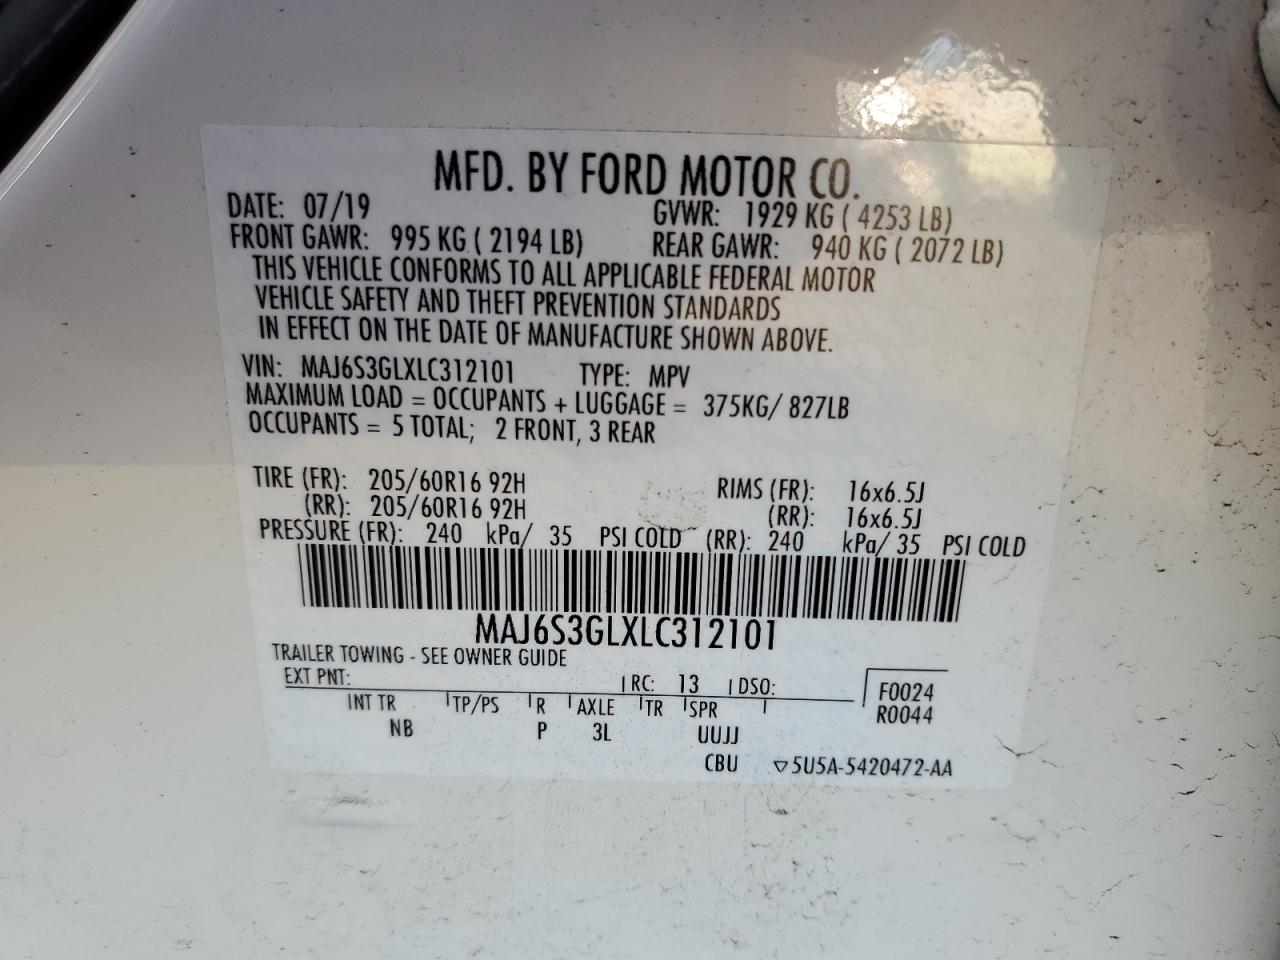 MFD. BY FORD MOTOR CO.
DATE: 07/19 GVWR: 1929 KG ( 4253 LB)
FRONT GAWR: 995 KG ( 2194 LB) REAR GAWR: 940 KG ( 2072 LB)
THIS VEHICLE CONFORMS TO ALL APPLICABLE FEDERAL MOTOR
VEHICLE SAFETY AND THEFT PREVENTION STANDARDS
IN EFFECT ON THE DATE OF MANUFACTURE SHOWN ABOVE.
VIN: MAJ6S3GLXLC312101 TYPE: MPV
MAXIMUM LOAD = OCCUPANTS + LUGGAGE = 375KG/ 827LB
OCCUPANTS = 5 TOTAL; 2 FRONT, 3 REAR
TIRE (FR): 205/60R16 92H RIMS (FR): 16x6.5J
(RR): 205/60R16 92H (RR): 16x6.5J
PRESSURE (FR): 240 kPa/ 35 PSI COLD (RR): 240 kPa/ 35 PSI COLD
MAJ6S3GLXLC312101
TRAILER TOWING - SEE OWNER GUIDE
EXT PNT: RC: 13 DSO: F0024
INT TR TP/PS R AXLE TR SPR R0044
NB P 3L UUJJ
CBU ▽5U5A-5420472-AA